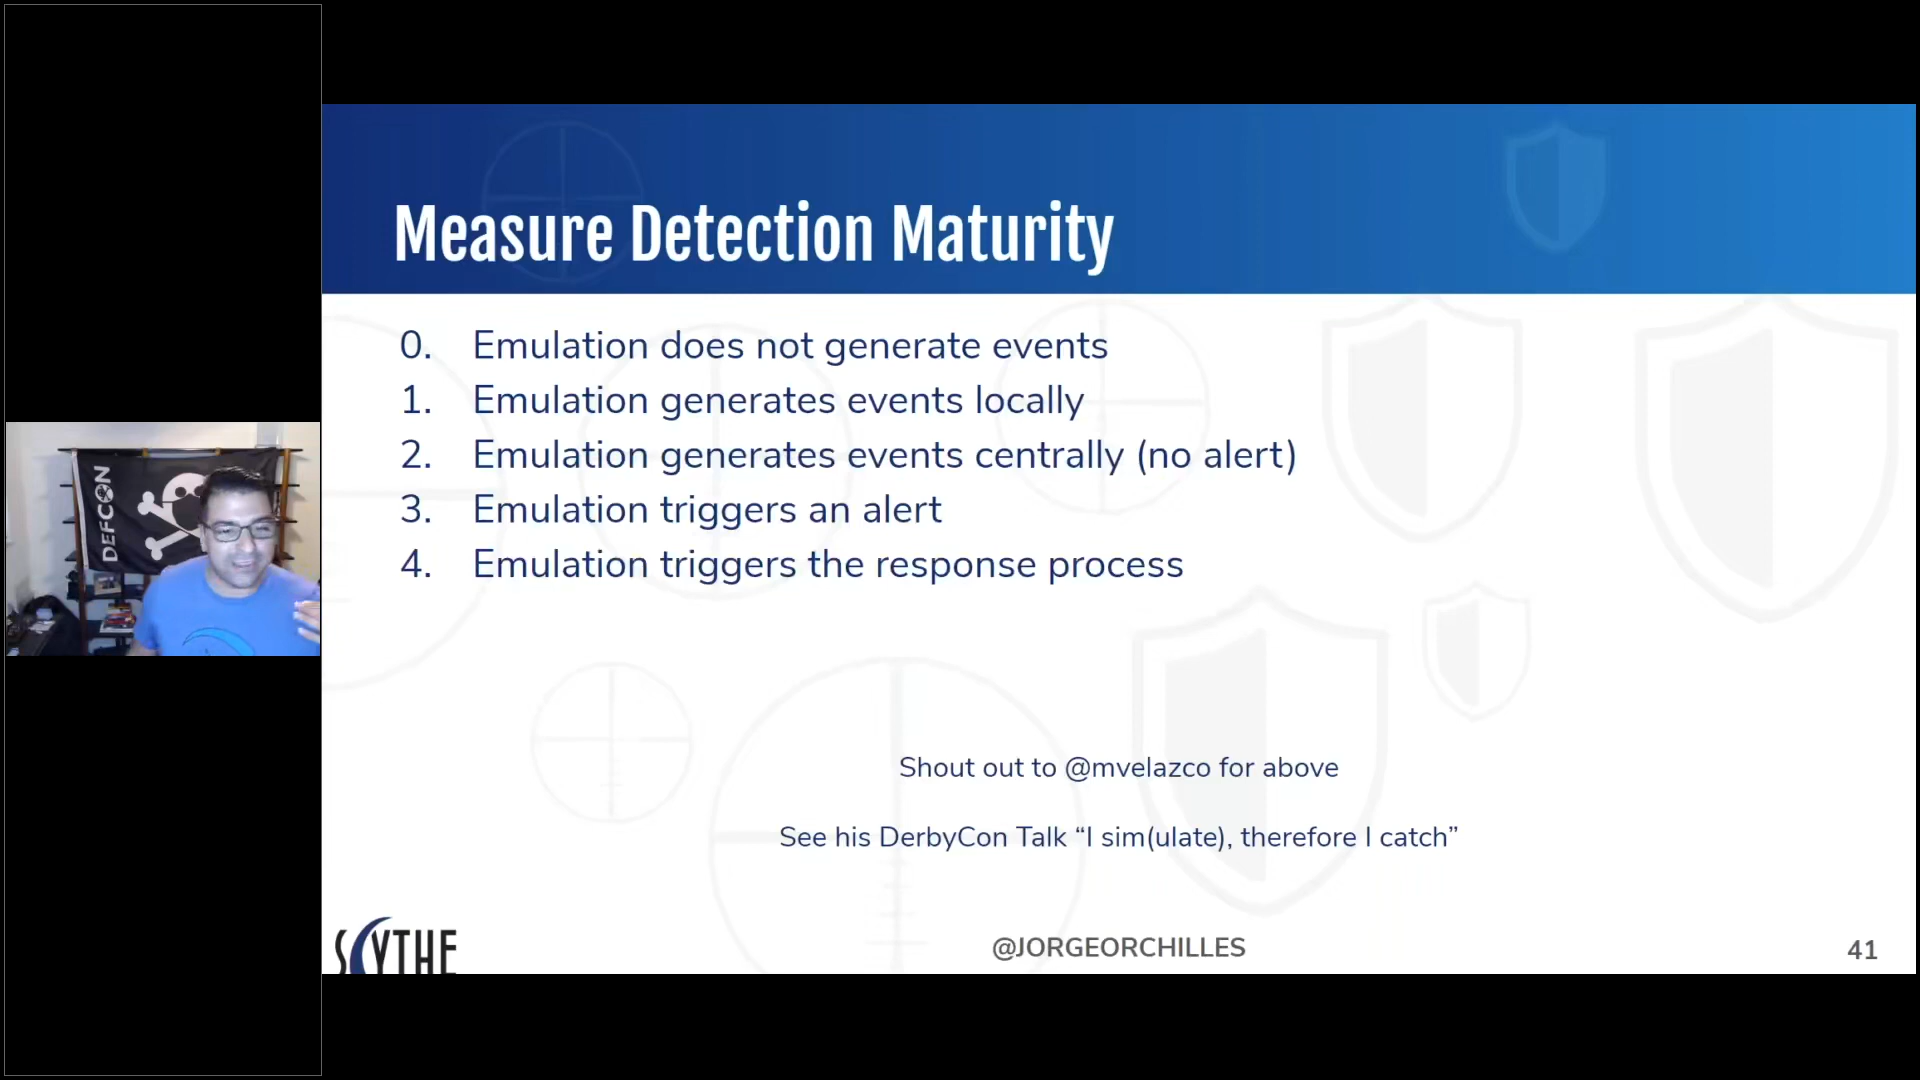 DEFCON
Measure Detection Maturity
0. Emulation does not generate events
1. Emulation generates events locally
2. Emulation generates events centrally (no alert)
3. Emulation triggers an alert
4. Emulation triggers the response process
Shout out to @mvelazco for above
See his DerbyCon Talk “I sim(ulate), therefore I catch”
SCYTHE
@JORGEORCHILLES
41